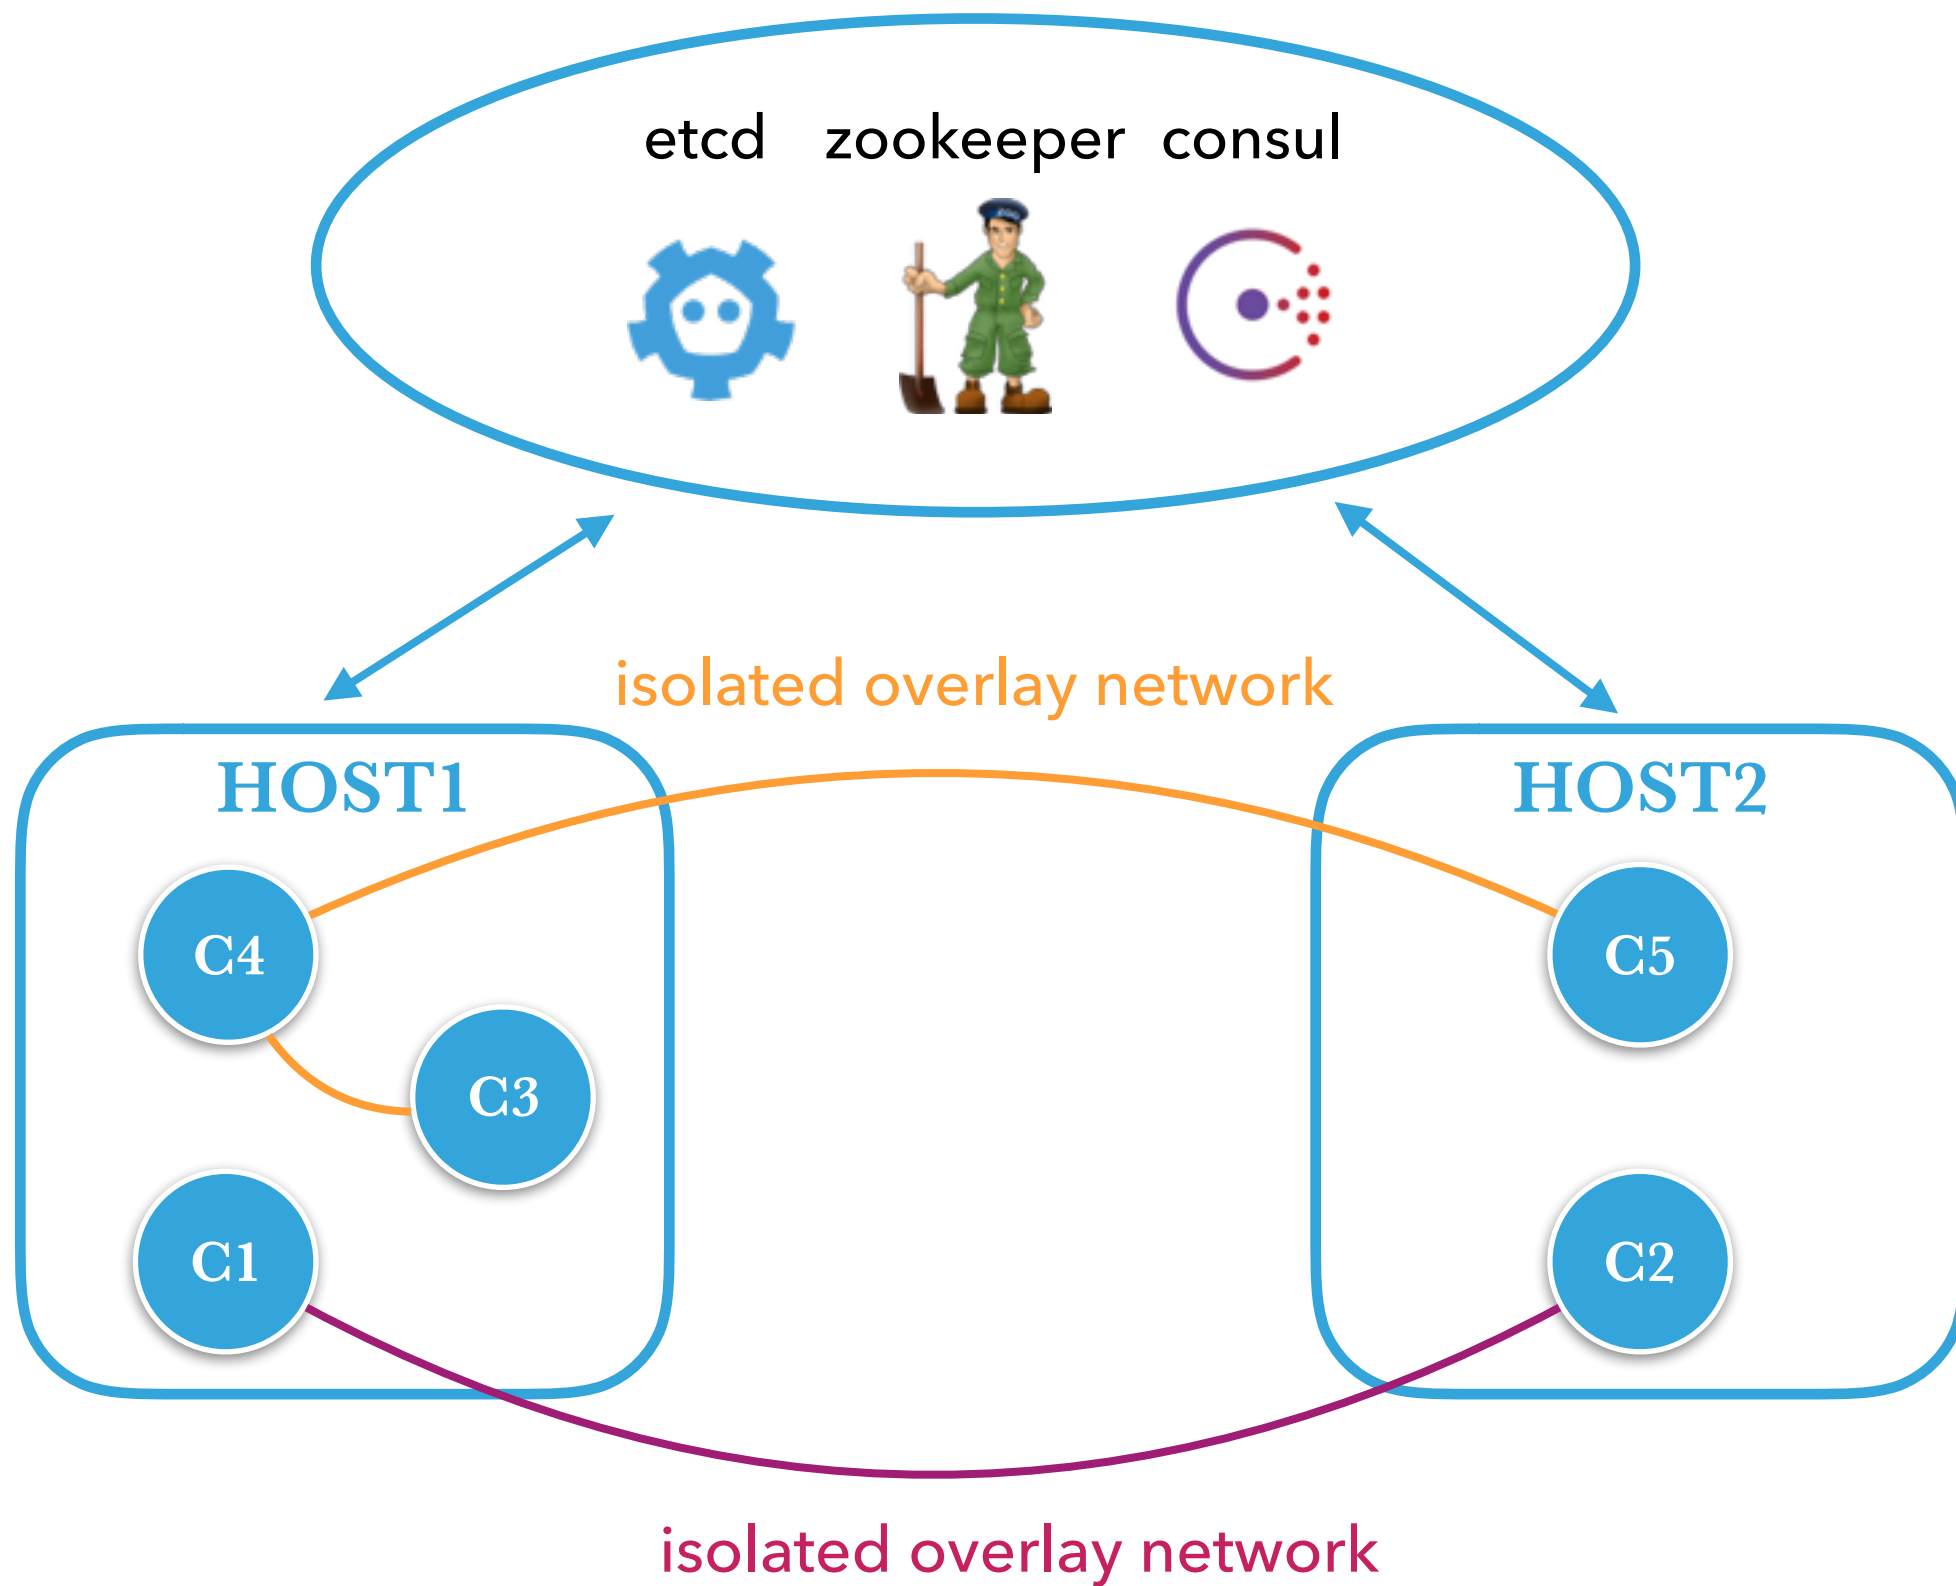 etcd zookeeper consul
isolated overlay network
HOST1
HOST2
C4
C5
C3
C1
C2
isolated overlay network